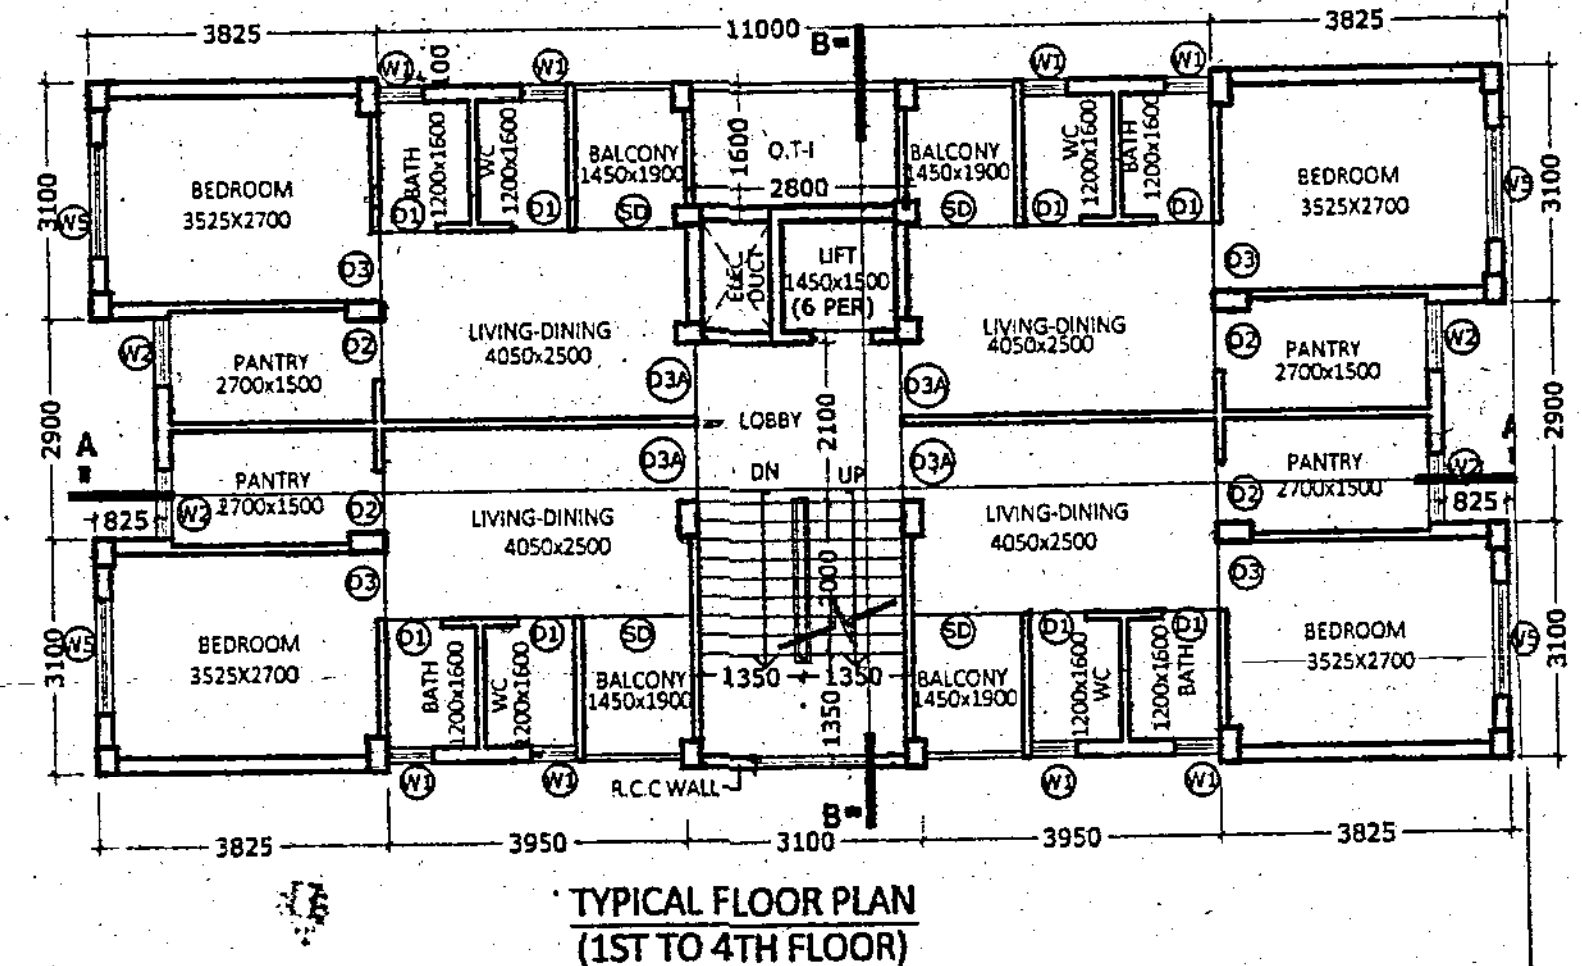 3825
11000
3825
B
W1
100
W1
W1
W1
3100
BEDROOM
3525X2700
W5
D3
BATH
1200x1600
WC
1200x1600
D1
D1
BALCONY
1450x1900
SD
1600
O.T-I
2800
BALCONY
1450x1900
SD
WC
1200x1600
BATH
1200x1600
D1
D1
BEDROOM
3525X2700
W5
D3
3100
ELEC.
DUCT
LIFT
1450x1500
(6 PER)
LIVING-DINING
4050x2500
LIVING-DINING
4050x2500
W2
PANTRY
2700x1500
D2
D3A
D3A
D2
PANTRY
2700x1500
W2
2900
LOBBY
2100
2900
A
D3A
DN
UP
D3A
PANTRY
2700x1500
D2
825
W2
LIVING-DINING
4050x2500
LIVING-DINING
4050x2500
PANTRY
2700x1500
D2
W2
825
D3
D3
3100
W5
BEDROOM
3525X2700
D1
D1
BATH
1200x1600
WC
1200x1600
SD
BALCONY
1450x1900
1350
1350
1350
SD
BALCONY
1450x1900
D1
D1
1200x1600
WC
1200x1600
BATH
BEDROOM
3525X2700
W5
3100
W1
W1
R.C.C WALL
B
W1
W1
3825
3950
3100
3950
3825
TYPICAL FLOOR PLAN
(1ST TO 4TH FLOOR)